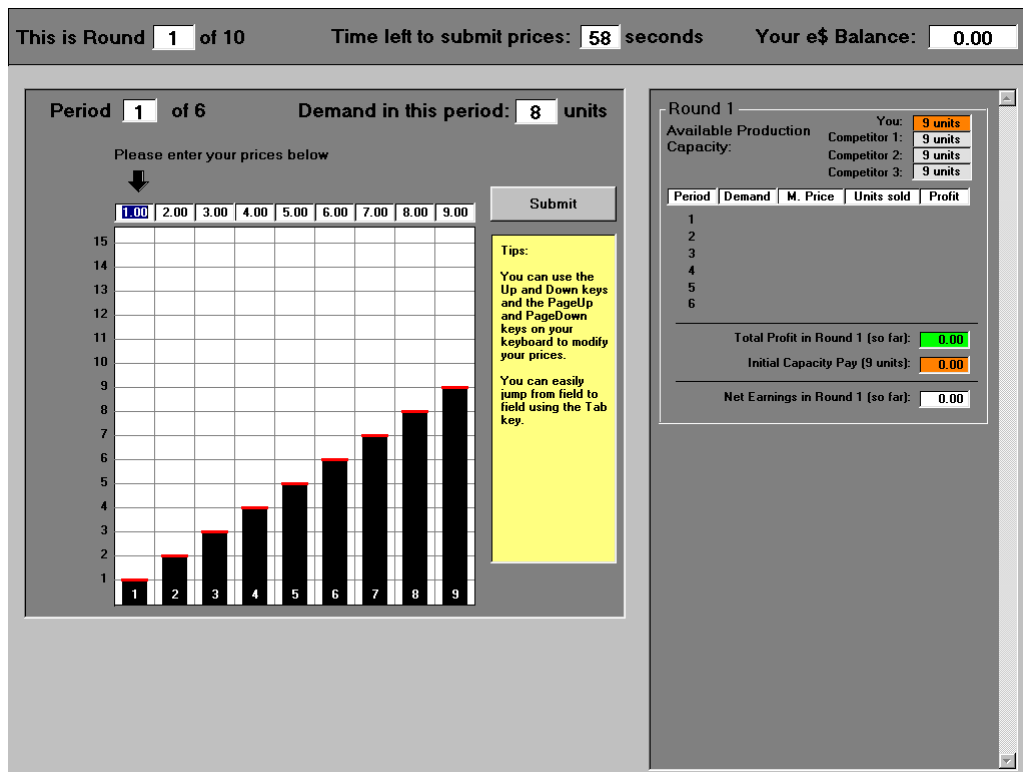 This is Round 1 of 10 Time left to submit prices: 58 seconds Your e$ Balance: 0.00
Period 1 of 6 Demand in this period: 8 units
Please enter your prices below
1.00 2.00 3.00 4.00 5.00 6.00 7.00 8.00 9.00
Submit
15
14
13
12
11
10
9
8
7
6
5
4
3
2
1
1 2 3 4 5 6 7 8 9
Tips:
You can use the
Up and Down keys
and the PageUp
and PageDown
keys on your
keyboard to modify
your prices.
You can easily
jump from field to
field using the Tab
key.
Round 1
Available Production
Capacity:
You: 9 units
Competitor 1: 9 units
Competitor 2: 9 units
Competitor 3: 9 units
Period Demand M. Price Units sold Profit
1
2
3
4
5
6
Total Profit in Round 1 (so far): 0.00
Initial Capacity Pay (9 units): 0.00
Net Earnings in Round 1 (so far): 0.00